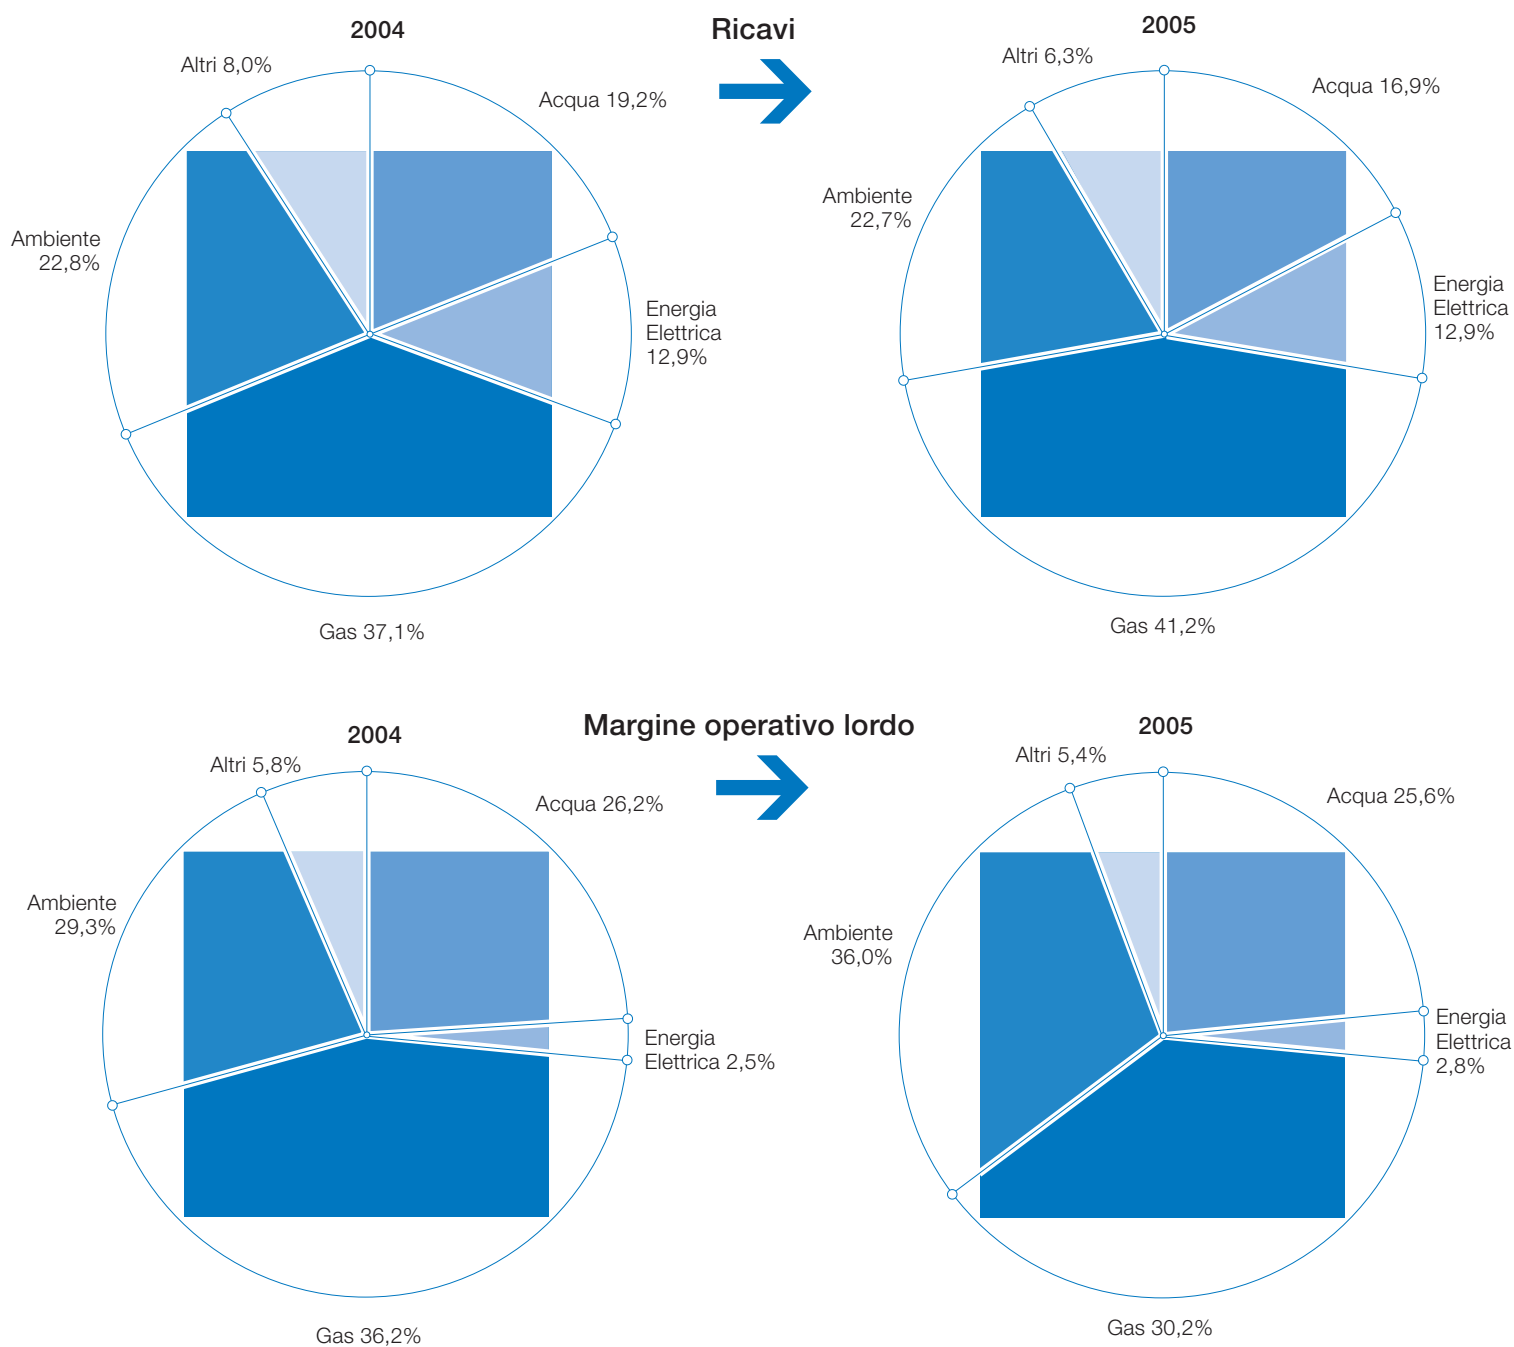 Ricavi
2004
Altri 8,0%
Acqua 19,2%
Ambiente
22,8%
Energia
Elettrica
12,9%
Gas 37,1%
2005
Altri 6,3%
Acqua 16,9%
Ambiente
22,7%
Energia
Elettrica
12,9%
Gas 41,2%
Margine operativo lordo
2004
Altri 5,8%
Acqua 26,2%
Ambiente
29,3%
Energia
Elettrica 2,5%
Gas 36,2%
2005
Altri 5,4%
Acqua 25,6%
Ambiente
36,0%
Energia
Elettrica
2,8%
Gas 30,2%